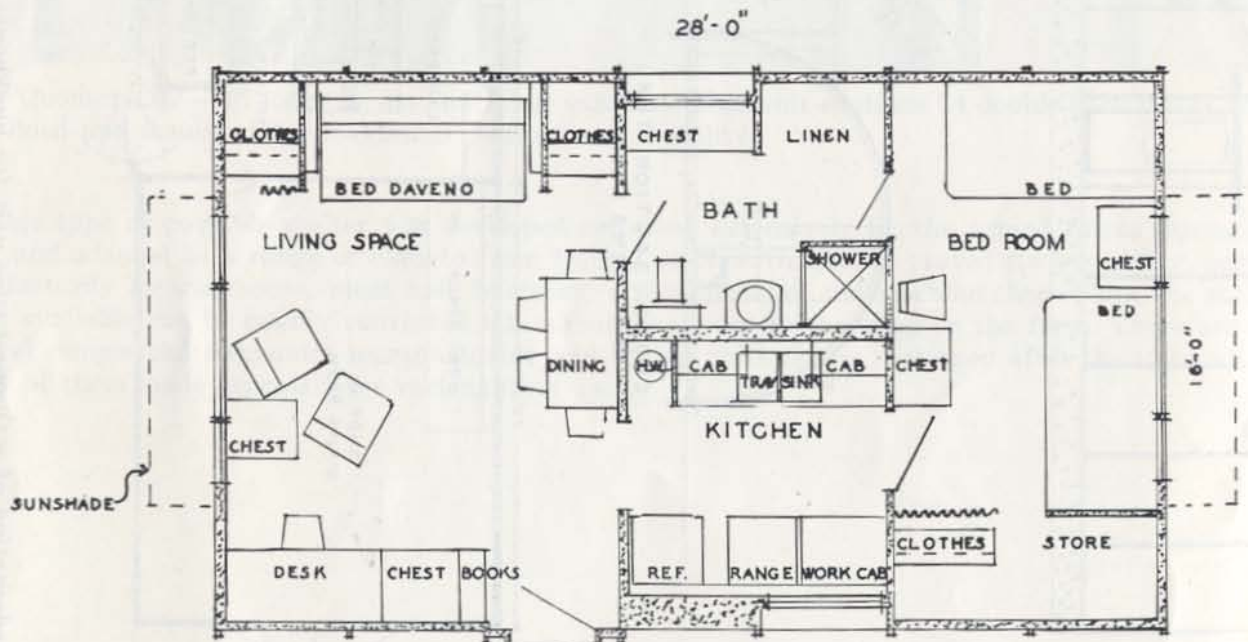 28'-0"
CLOTHES
CLOTHES
CHEST
LINEN
BED DAVENO
BED
BATH
LIVING SPACE
BED ROOM
SHOWER
CHEST
BED
DINING
H.W.
CAB
TRAY
SINK
CAB
CHEST
16'-0"
KITCHEN
CHEST
SUNSHADE
CLOTHES
STORE
DESK
CHEST
BOOKS
REF.
RANGE
WORK CAB